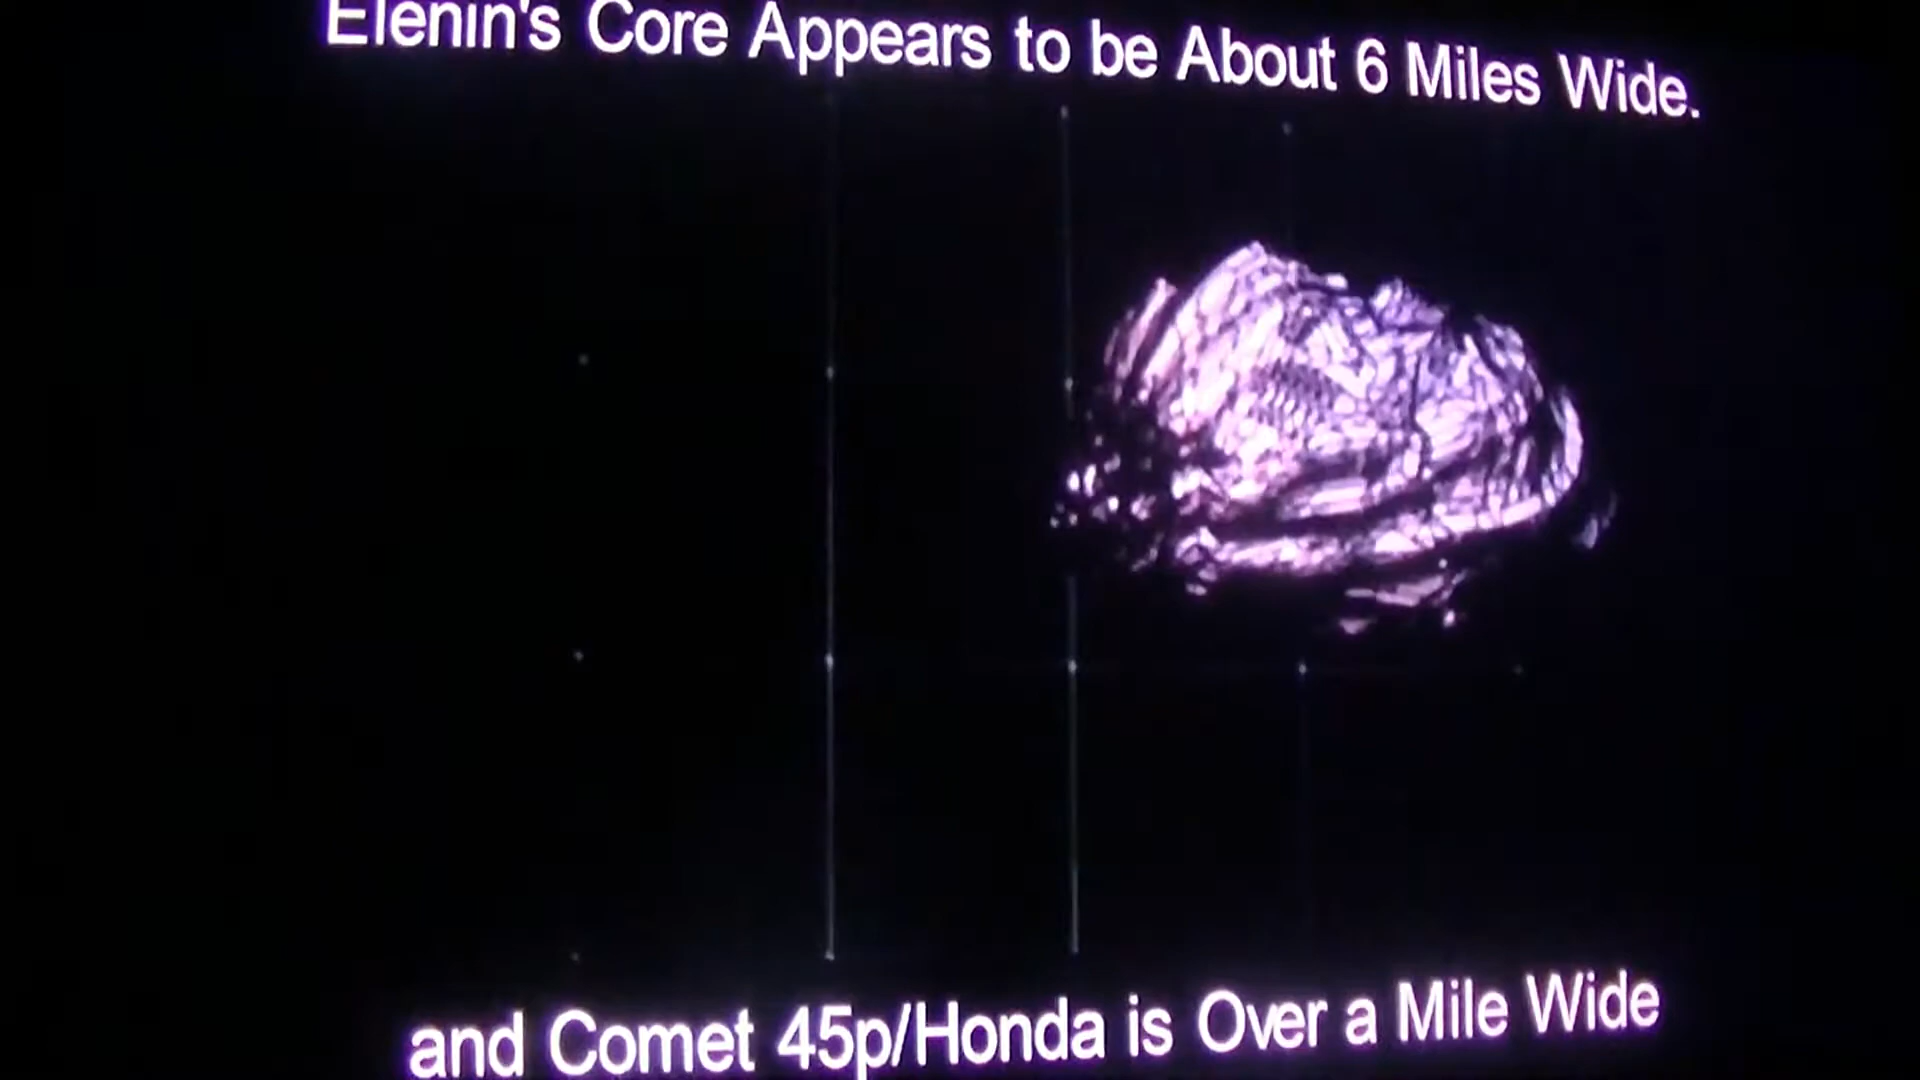 Elenin's Core Appears to be About 6 Miles Wide.
and Comet 45p/Honda is Over a Mile Wide